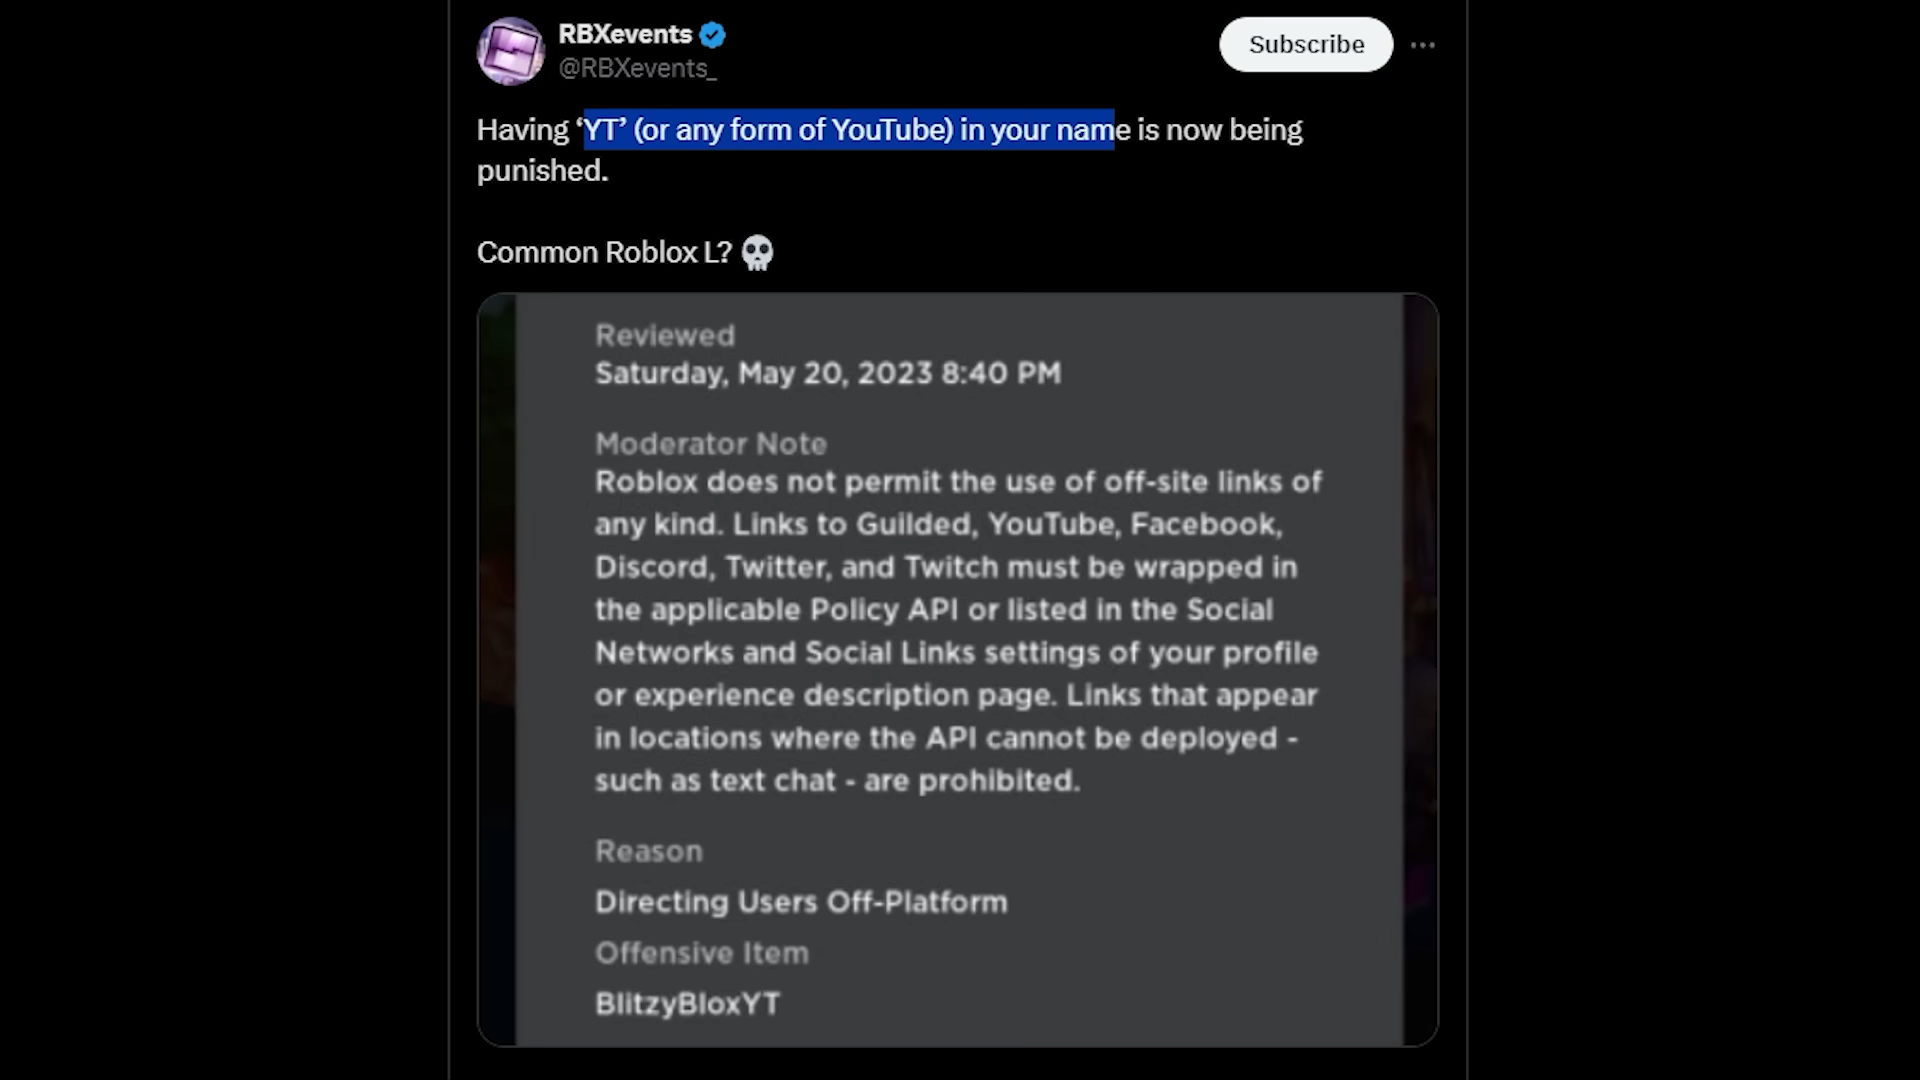 RBXevents
@RBXevents_
Subscribe
Having ‘YT’ (or any form of YouTube) in your name is now being
punished.
Common Roblox L? 💀
Reviewed
Saturday, May 20, 2023 8:40 PM
Moderator Note
Roblox does not permit the use of off-site links of
any kind. Links to Guilded, YouTube, Facebook,
Discord, Twitter, and Twitch must be wrapped in
the applicable Policy API or listed in the Social
Networks and Social Links settings of your profile
or experience description page. Links that appear
in locations where the API cannot be deployed -
such as text chat - are prohibited.
Reason
Directing Users Off-Platform
Offensive Item
BlitzyBloxYT